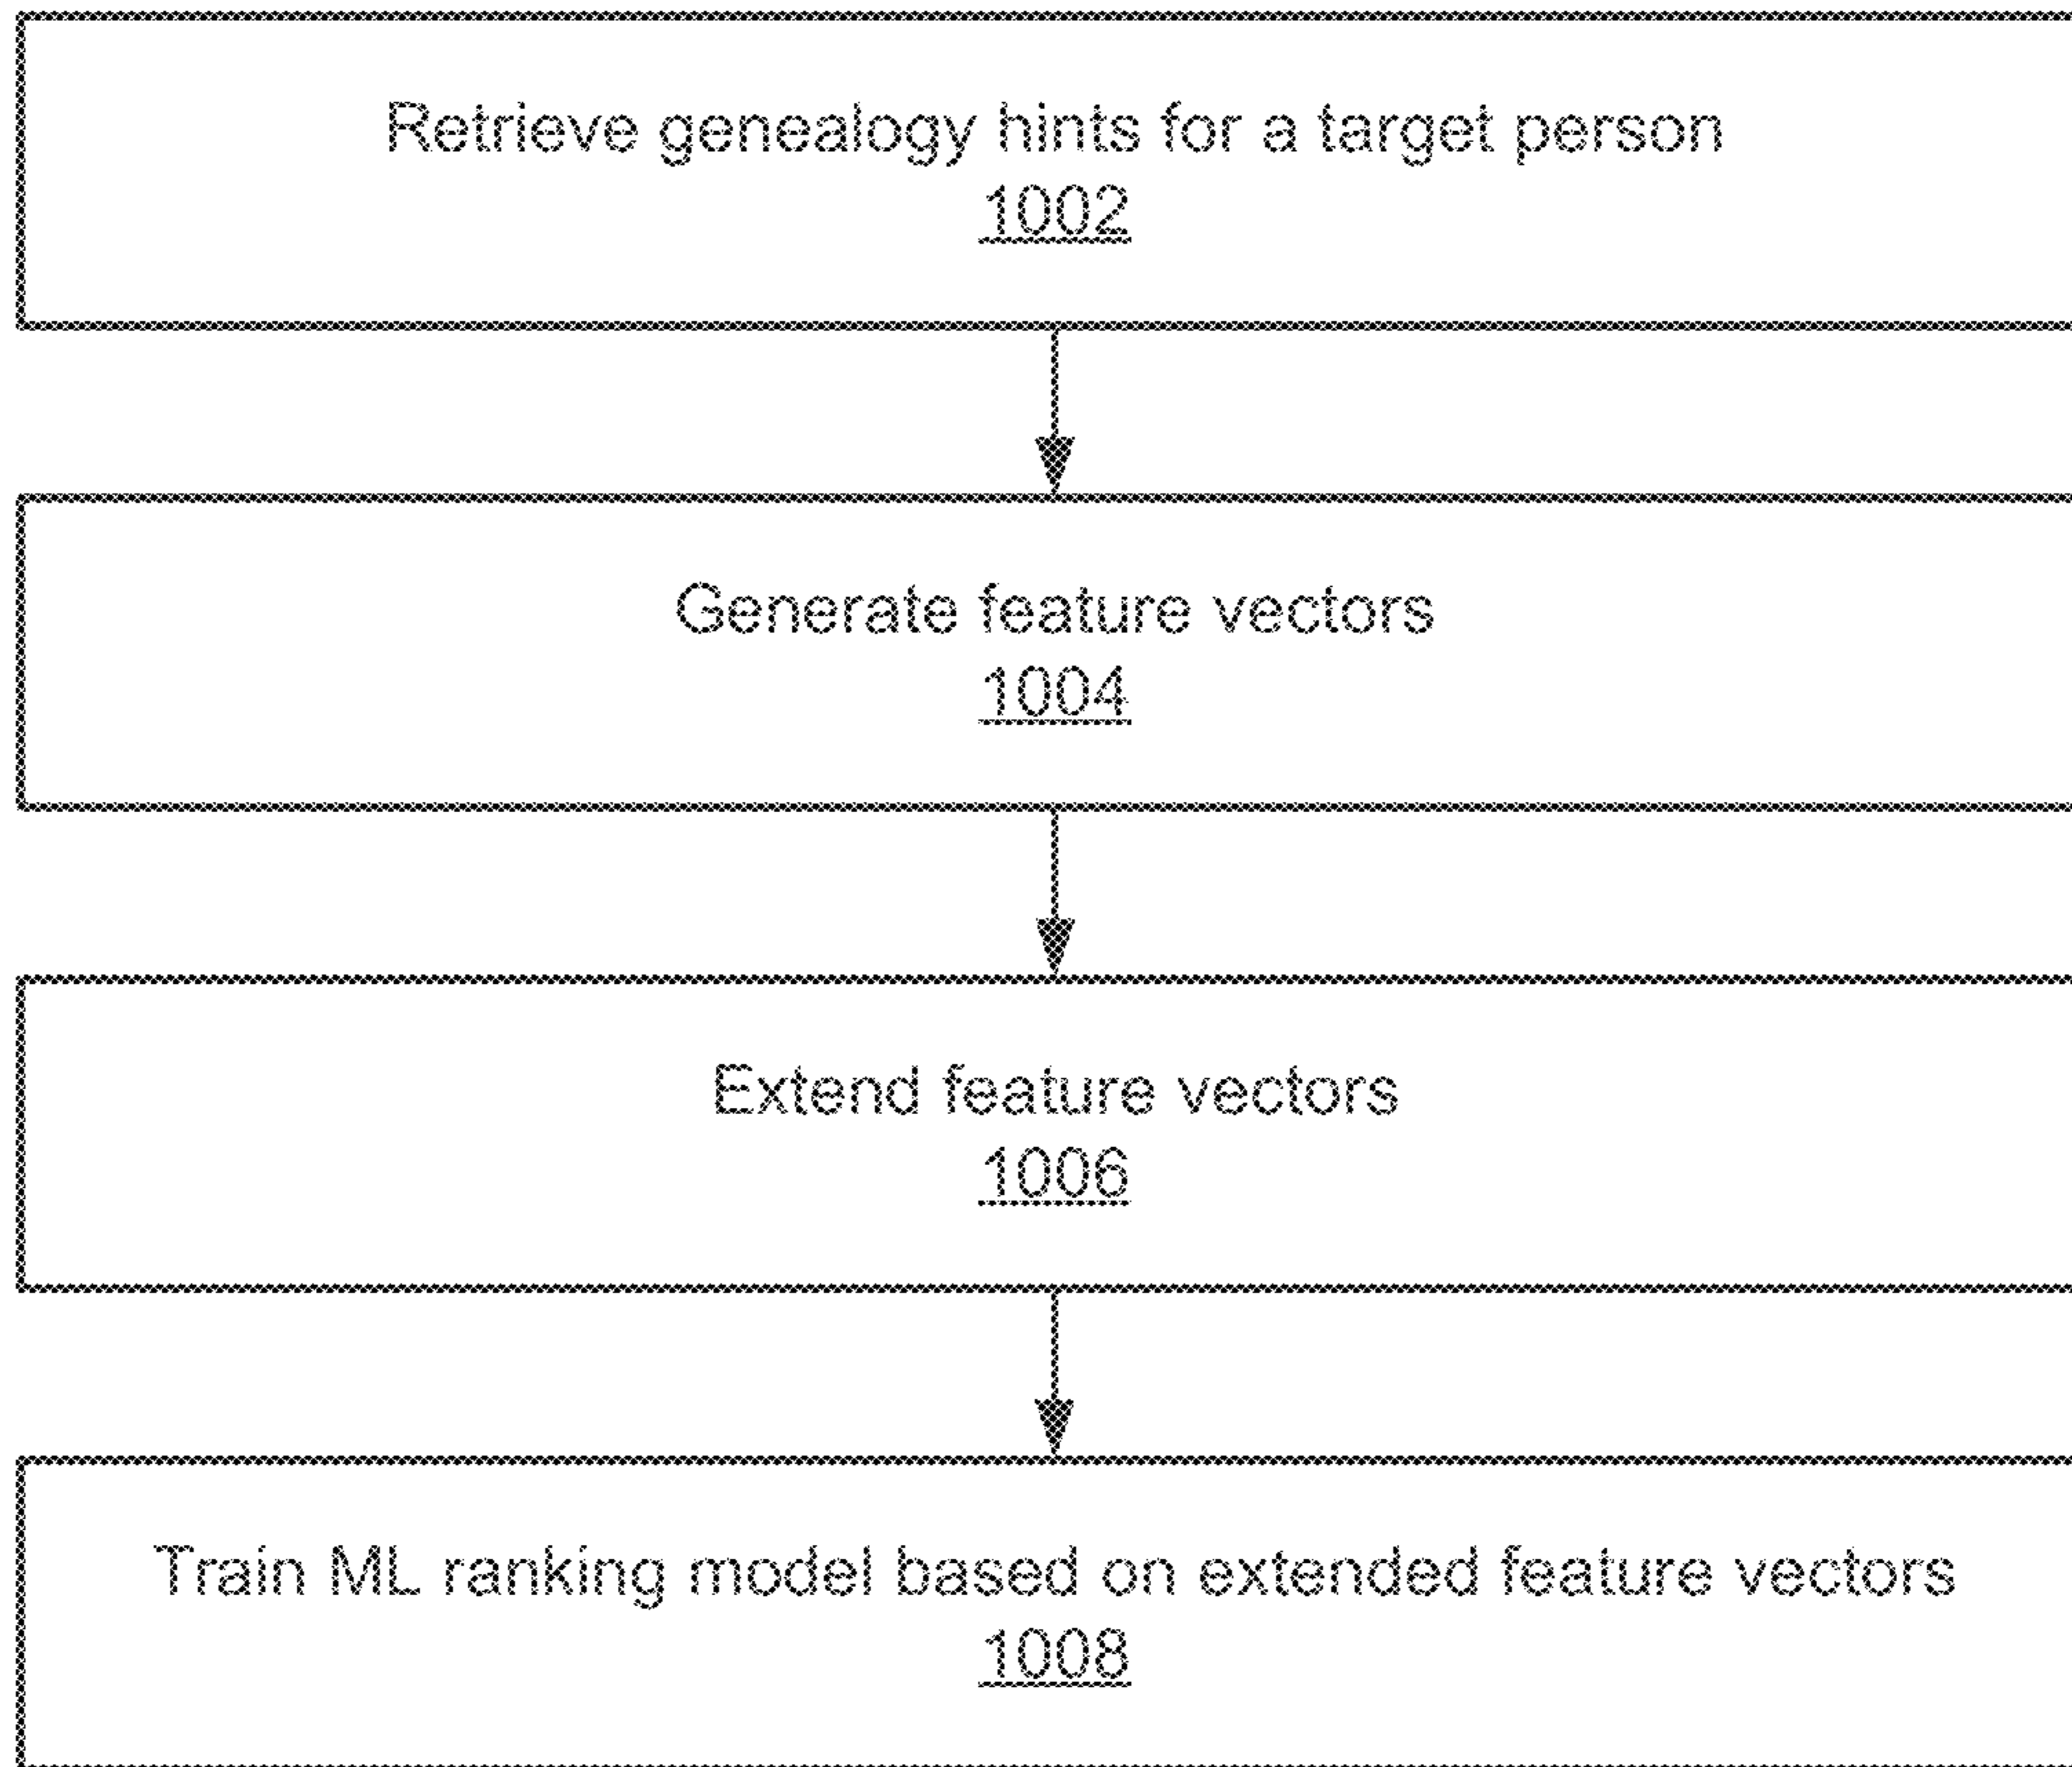 Retrieve genealogy hints for a target person
1002
Generate feature vectors
1004
Extend feature vectors
1006
Train ML ranking model based on extended feature vectors
1008